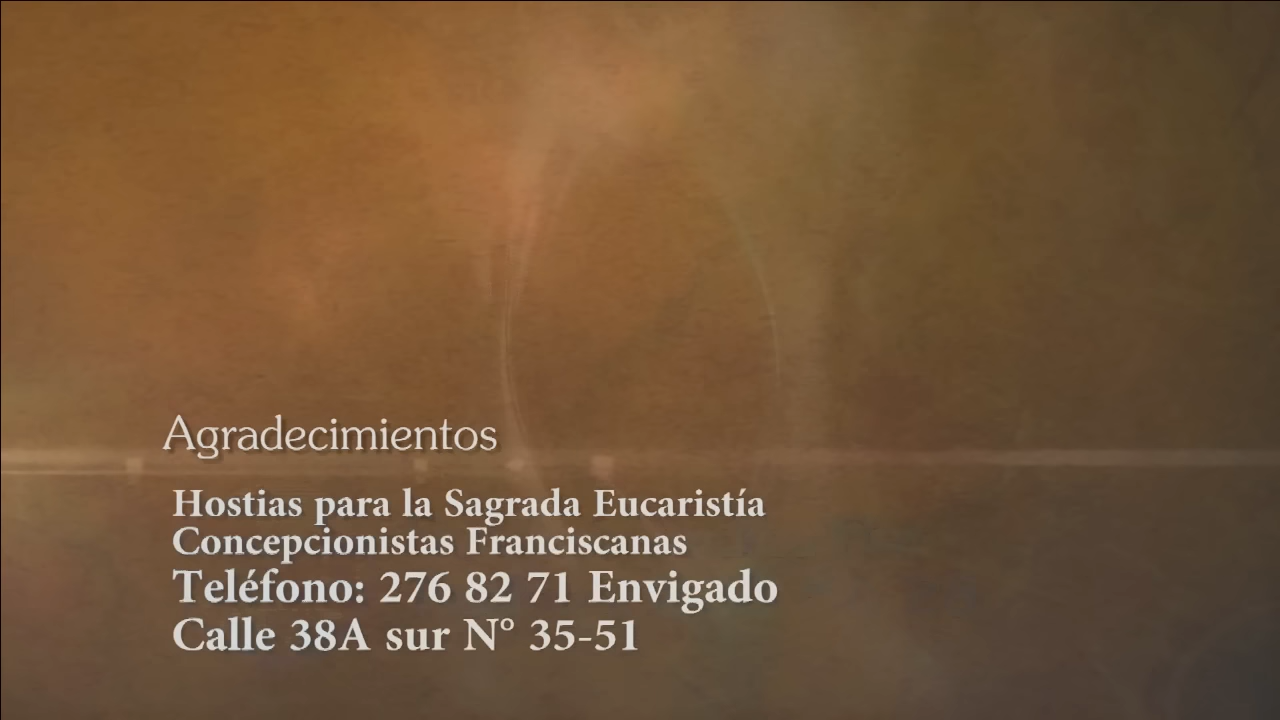 Agradecimientos
Hostias para la Sagrada Eucaristía
Concepcionistas Franciscanas
Teléfono: 276 82 71 Envigado
Calle 38A sur N° 35-51